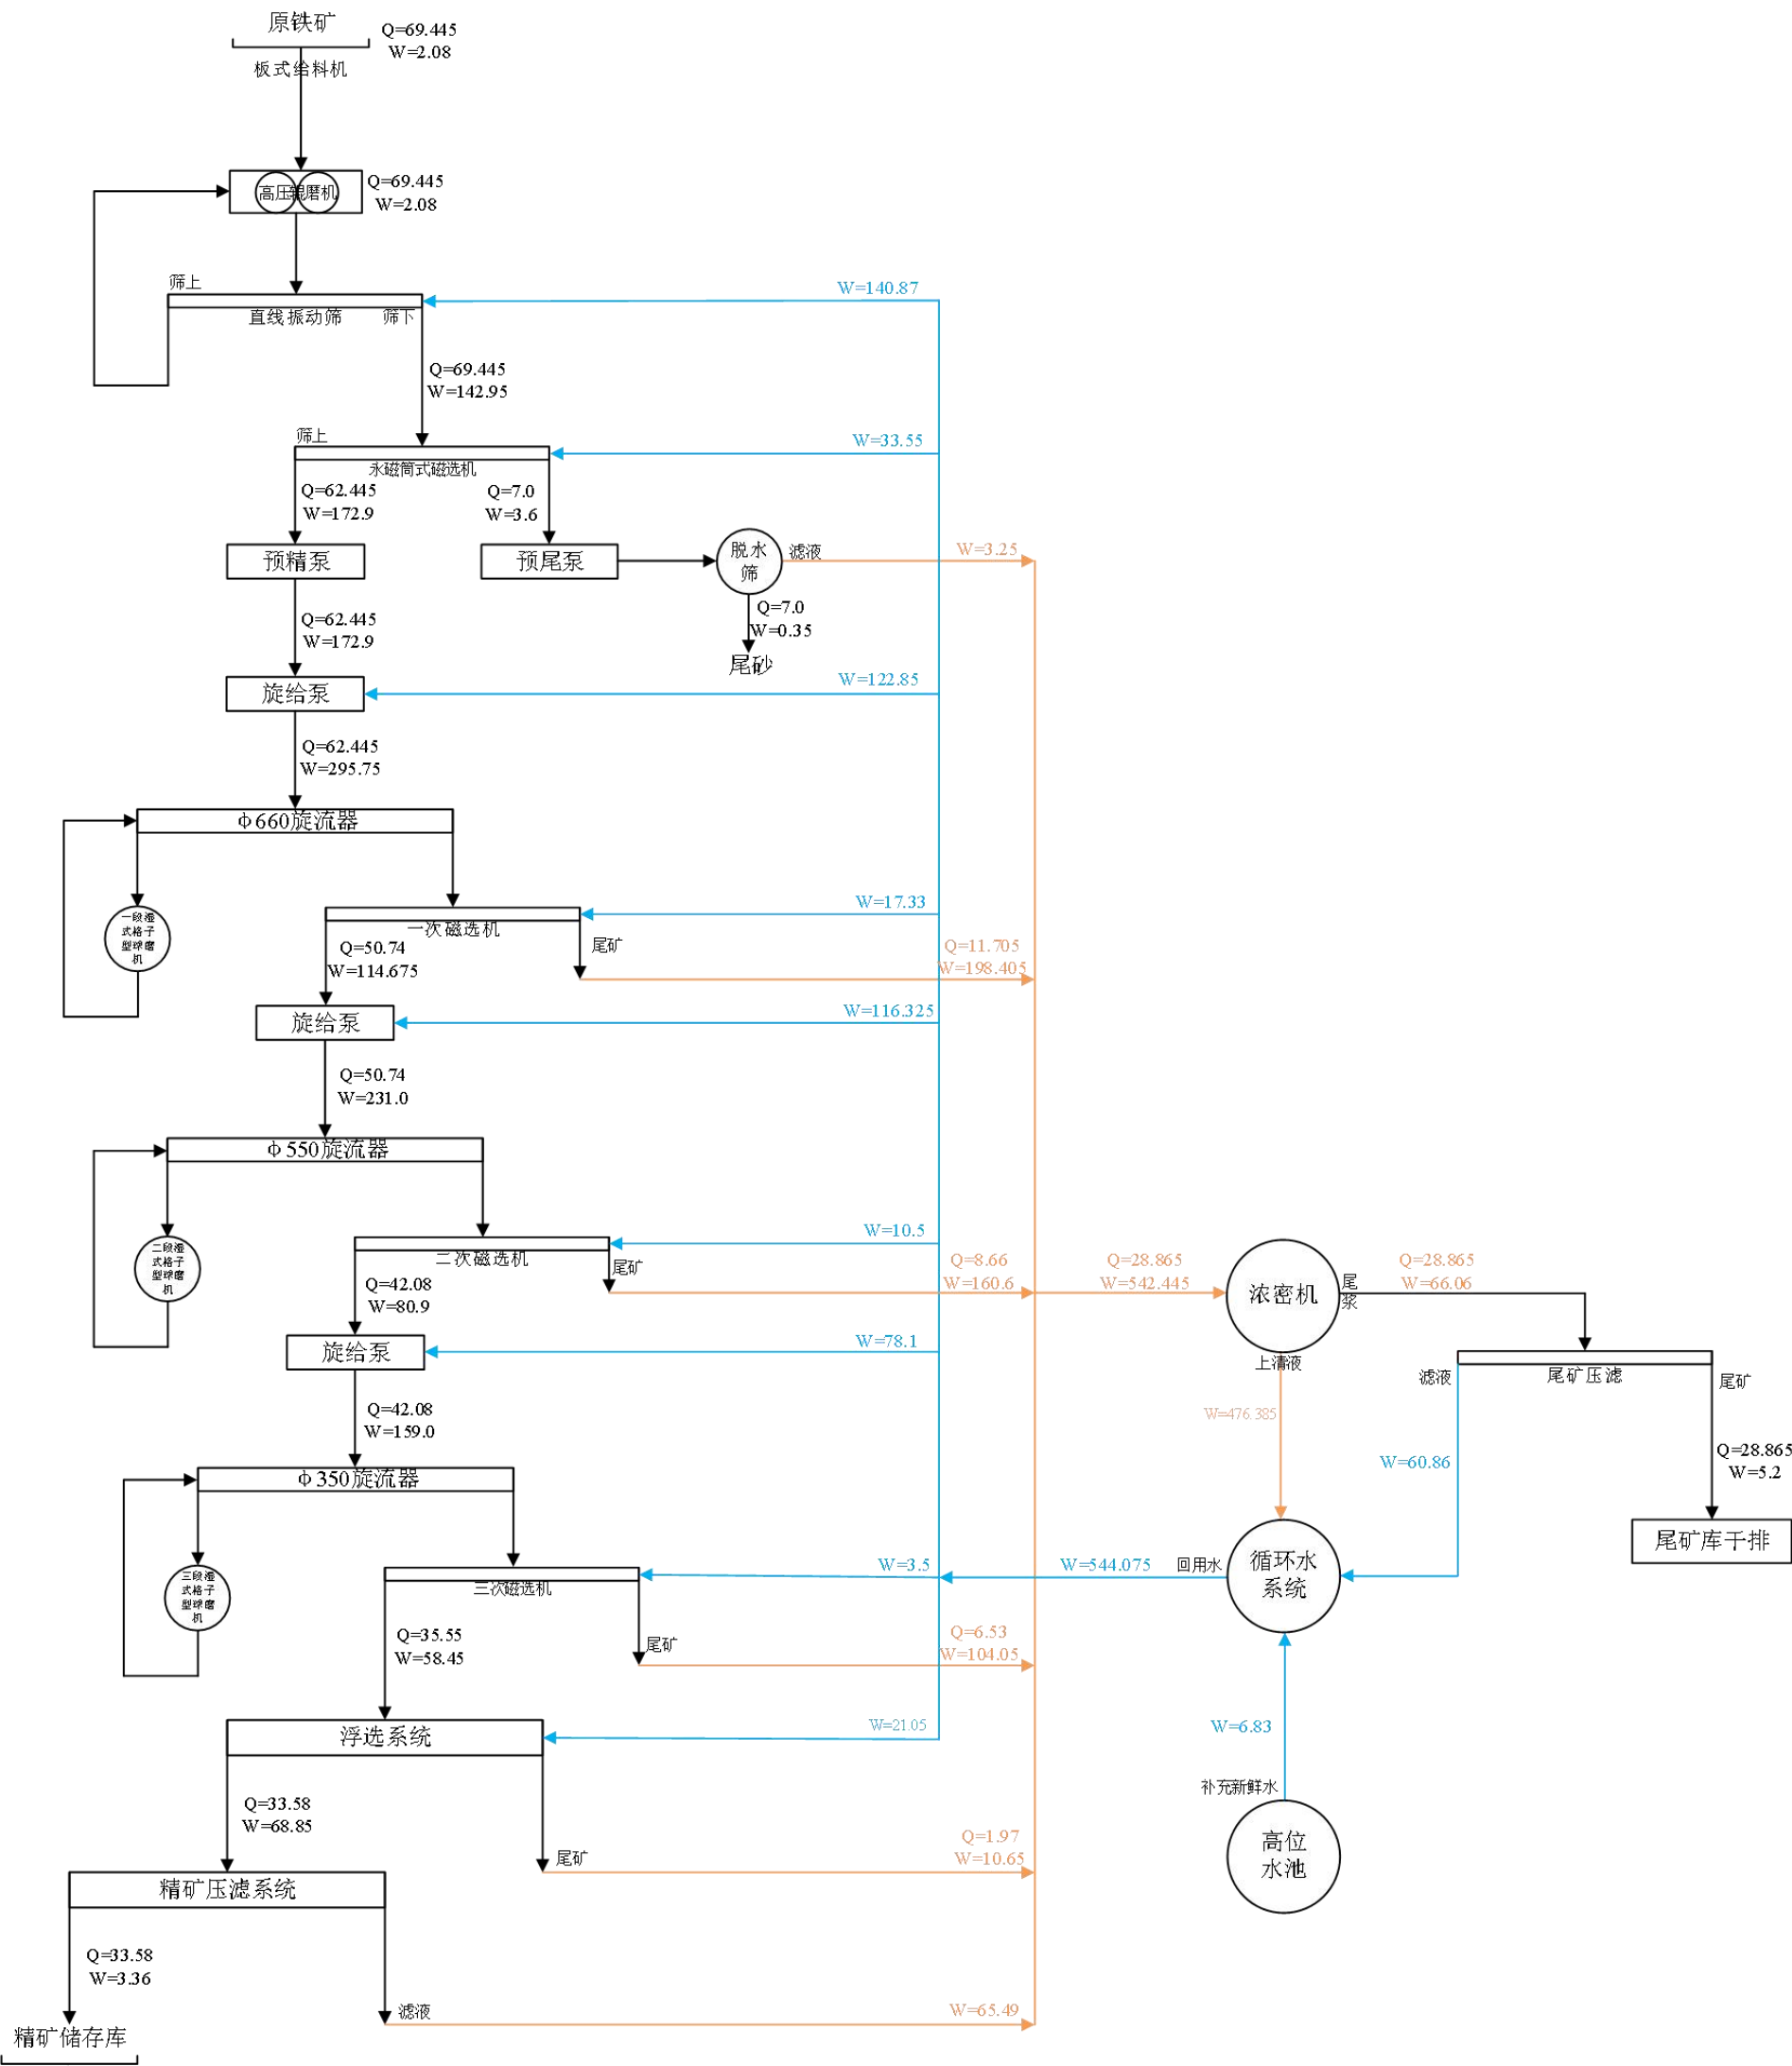 原铁矿
Q=69.445
W=2.08
板式给料机
高压辊磨机
Q=69.445
W=2.08
筛上
W=140.87
直线振动筛
筛下
Q=69.445
W=142.95
筛上
W=33.55
永磁筒式磁选机
Q=62.445
W=172.9
Q=7.0
W=3.6
预精泵
预尾泵
脱水
筛
滤液
W=3.25
Q=62.445
W=172.9
Q=7.0
W=0.35
尾砂
旋给泵
W=122.85
Q=62.445
W=295.75
φ660旋流器
一段湿
式格子
型球磨
机
W=17.33
一次磁选机
尾矿
Q=50.74
W=114.675
Q=11.705
W=198.405
旋给泵
W=116.325
Q=50.74
W=231.0
φ550旋流器
二段湿
式格子
型球磨
机
W=10.5
二次磁选机
尾矿
Q=42.08
W=80.9
Q=8.66
W=160.6
Q=28.865
W=542.445
浓密机
尾
浆
Q=28.865
W=66.06
旋给泵
W=78.1
上清液
滤液
尾矿压滤
尾矿
W=476.385
Q=42.08
W=159.0
W=60.86
Q=28.865
W=5.2
φ350旋流器
三段湿
式格子
型球磨
机
W=3.5
三次磁选机
W=544.075
回用水
循环水
系统
尾矿库干排
Q=35.55
W=58.45
尾矿
Q=6.53
W=104.05
浮选系统
W=21.05
W=6.83
补充新鲜水
高位
水池
Q=33.58
W=68.85
尾矿
Q=1.97
W=10.65
精矿压滤系统
Q=33.58
W=3.36
滤液
W=65.49
精矿储存库